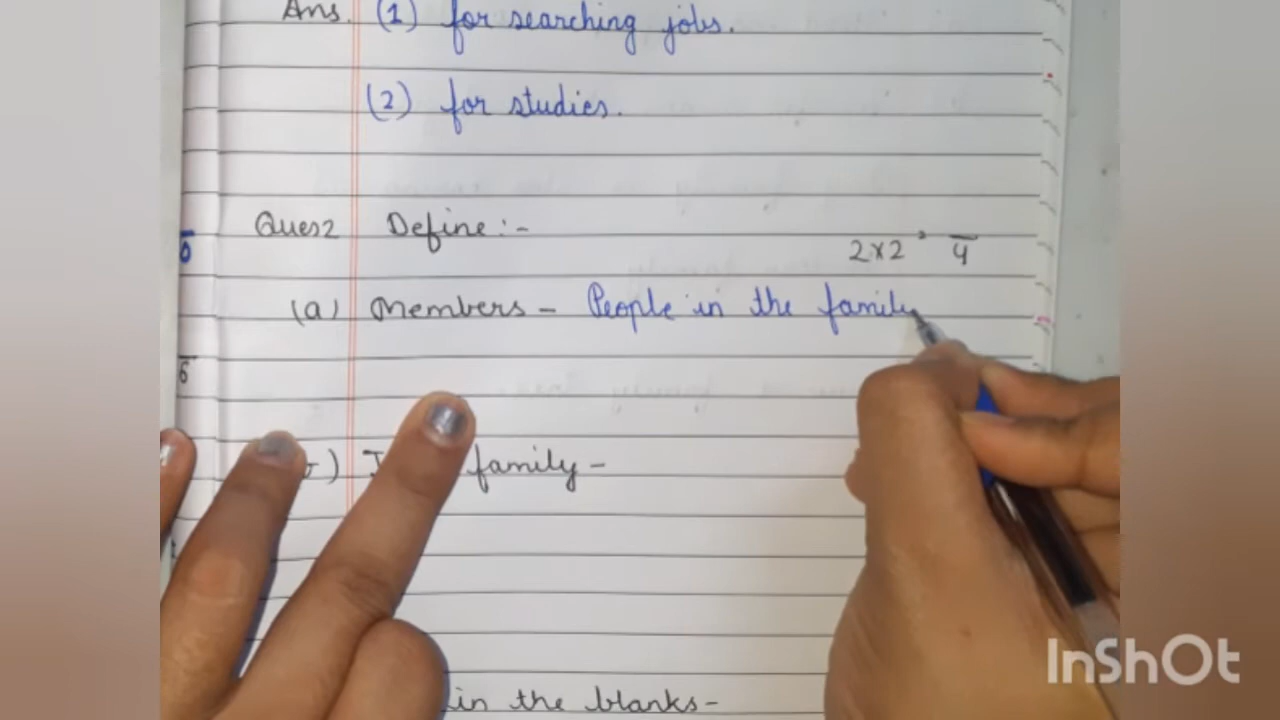 Ans. (1) for searching jobs.
(2) for studies.
Ques2 Define :-
2x2 = 4
(a) Members - People in the family
family -
in the blanks -
InShOt